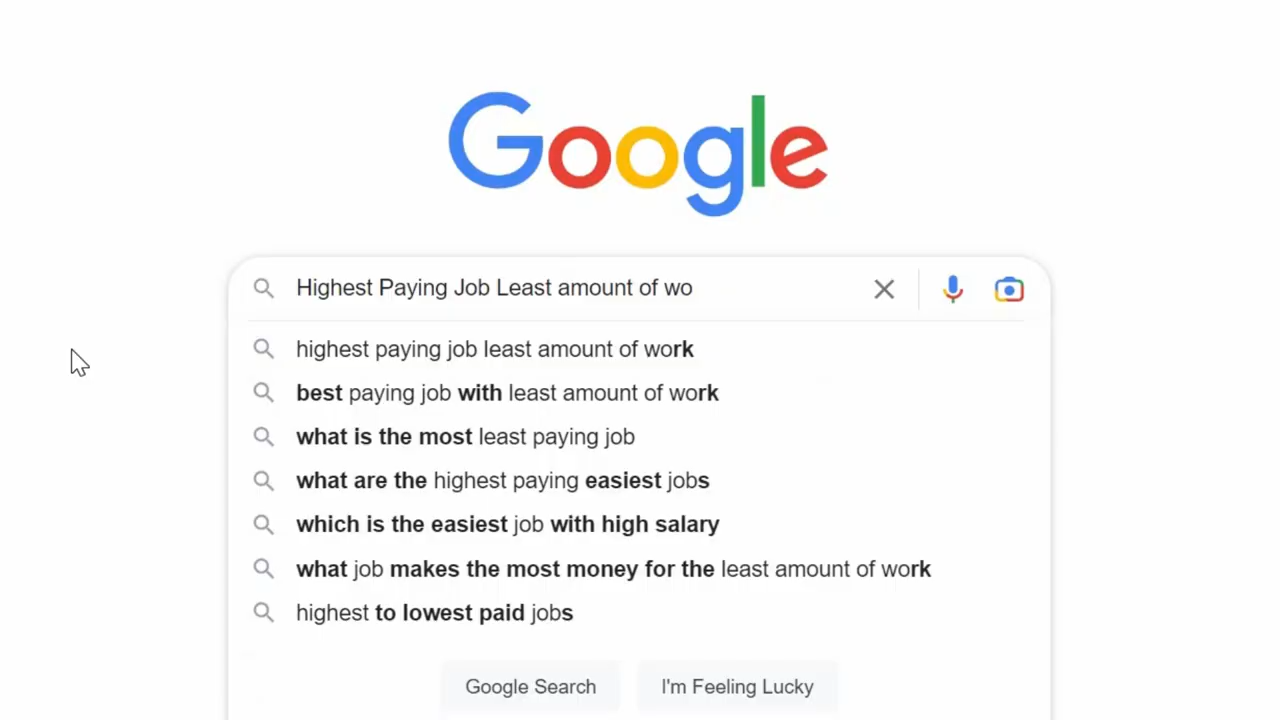 Google
Highest Paying Job Least amount of wo
highest paying job least amount of work
best paying job with least amount of work
what is the most least paying job
what are the highest paying easiest jobs
which is the easiest job with high salary
what job makes the most money for the least amount of work
highest to lowest paid jobs
Google Search I'm Feeling Lucky